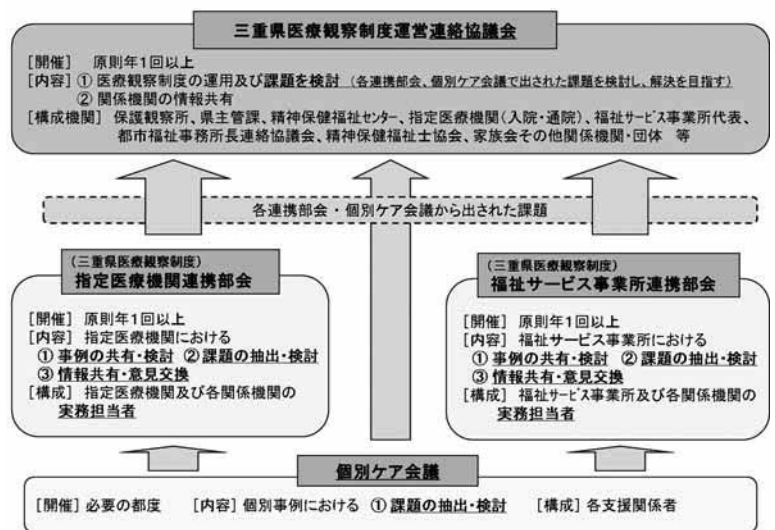 三重県医療観察制度運営連絡協議会
[開催] 原則年1回以上
[内容] ① 医療観察制度の運用及び課題を検討 (各連携部会、個別ケア会議で出された課題を検討し、解決を目指す)
② 関係機関の情報共有
[構成機関] 保護観察所、県主管課、精神保健福祉センター、指定医療機関(入院・通院)、福祉サービス事業所代表、
都市福祉事務所長連絡協議会、精神保健福祉士協会、家族会その他関係機関・団体 等
各連携部会・個別ケア会議から出された課題
(三重県医療観察制度)
指定医療機関連携部会
[開催] 原則年1回以上
[内容] 指定医療機関における
① 事例の共有・検討 ② 課題の抽出・検討
③ 情報共有・意見交換
[構成] 指定医療機関及び各関係機関の
実務担当者
(三重県医療観察制度)
福祉サービス事業所連携部会
[開催] 原則年1回以上
[内容] 福祉サービス事業所における
① 事例の共有・検討 ② 課題の抽出・検討
③ 情報共有・意見交換
[構成] 福祉サービス事業所及び各関係機関の
実務担当者
個別ケア会議
[開催] 必要の都度 [内容] 個別事例における ① 課題の抽出・検討 [構成] 各支援関係者